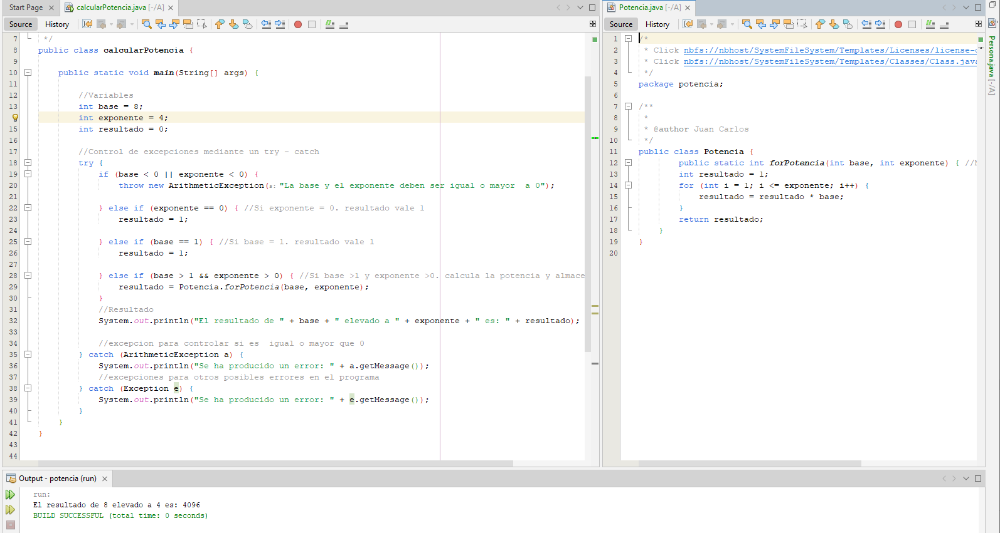 Start Page
calcularPotencia.java [-/A]
Source History
7 */
8 public class calcularPotencia {
9
10 public static void main(String[] args) {
11
12 //Variables
13 int base = 8;
int exponente = 4;
15 int resultado = 0;
16
17 //Control de excepciones mediante un try - catch
18 try {
19 if (base < 0 || exponente < 0) {
20 throw new ArithmeticException(s: "La base y el exponente deben ser igual o mayor  a 0");
21
22 } else if (exponente == 0) { //Si exponente = 0. resultado vale 1
23 resultado = 1;
24
25 } else if (base == 1) { //Si base = 1. resultado vale 1
26 resultado = 1;
27
28 } else if (base > 1 && exponente > 0) { //Si base >1 y exponente >0. calcula la potencia y almace
29 resultado = Potencia.forPotencia(base, exponente);
30 }
31 //Resultado
32 System.out.println("El resultado de " + base + " elevado a " + exponente + " es: " + resultado);
33
34 //excepcion para controlar si es  igual o mayor que 0
35 } catch (ArithmeticException a) {
36 System.out.println("Se ha producido un error: " + a.getMessage());
37 //excepciones para otros posibles errores en el programa
38 } catch (Exception e) {
39 System.out.println("Se ha producido un error: " + e.getMessage());
40 }
41 }
42 }
43
44
Potencia.java [-/A]
Source History
1 /*
2 * Click nbfs://nbhost/SystemFileSystem/Templates/Licenses/license-
3 * Click nbfs://nbhost/SystemFileSystem/Templates/Classes/Class.java
4 */
5 package potencia;
6
7 /**
8 *
9 * @author Juan Carlos
10 */
11 public class Potencia {
12 public static int forPotencia(int base, int exponente) { //
13 int resultado = 1;
14 for (int i = 1; i <= exponente; i++) {
15 resultado = resultado * base;
16 }
17 return resultado;
18 }
19 }
20
Persona.java [-/A]
Output - potencia (run)
run:
El resultado de 8 elevado a 4 es: 4096
BUILD SUCCESSFUL (total time: 0 seconds)